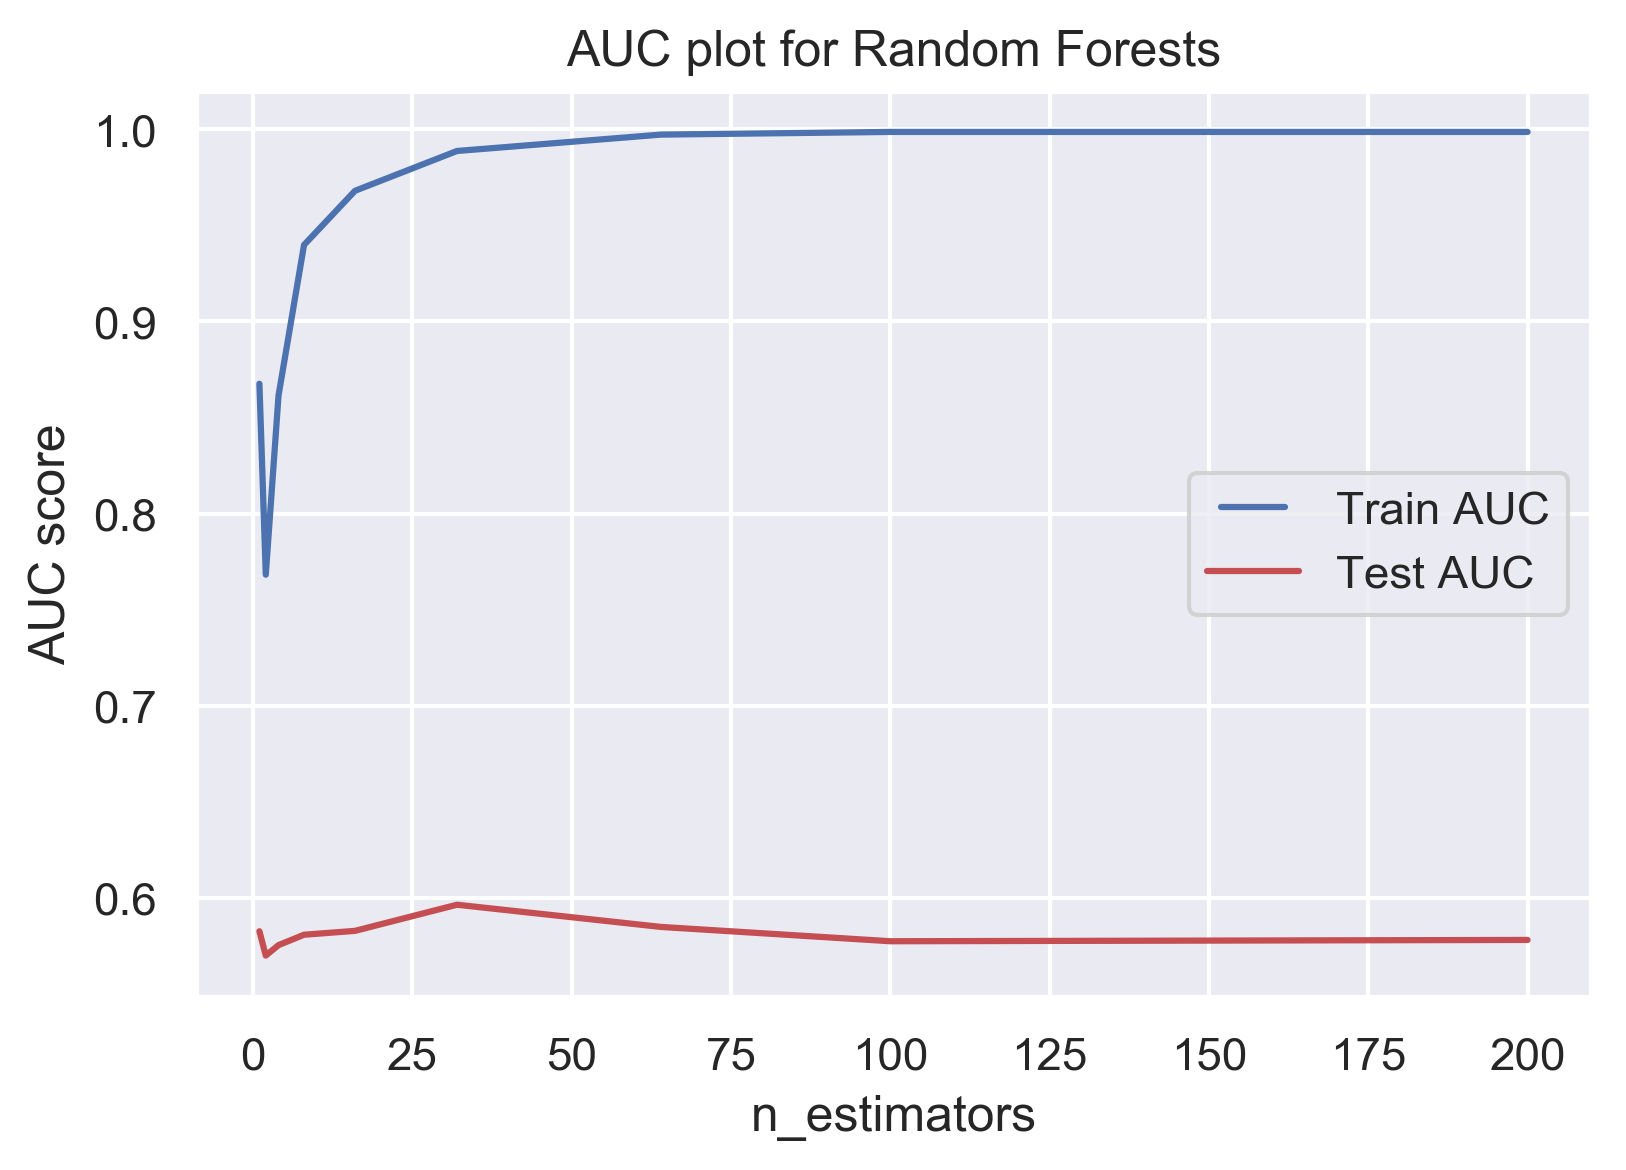 AUC plot for Random Forests
1.0
0.9
0.8
0.7
0.6
AUC score
Train AUC
Test AUC
0 25 50 75 100 125 150 175 200
n_estimators